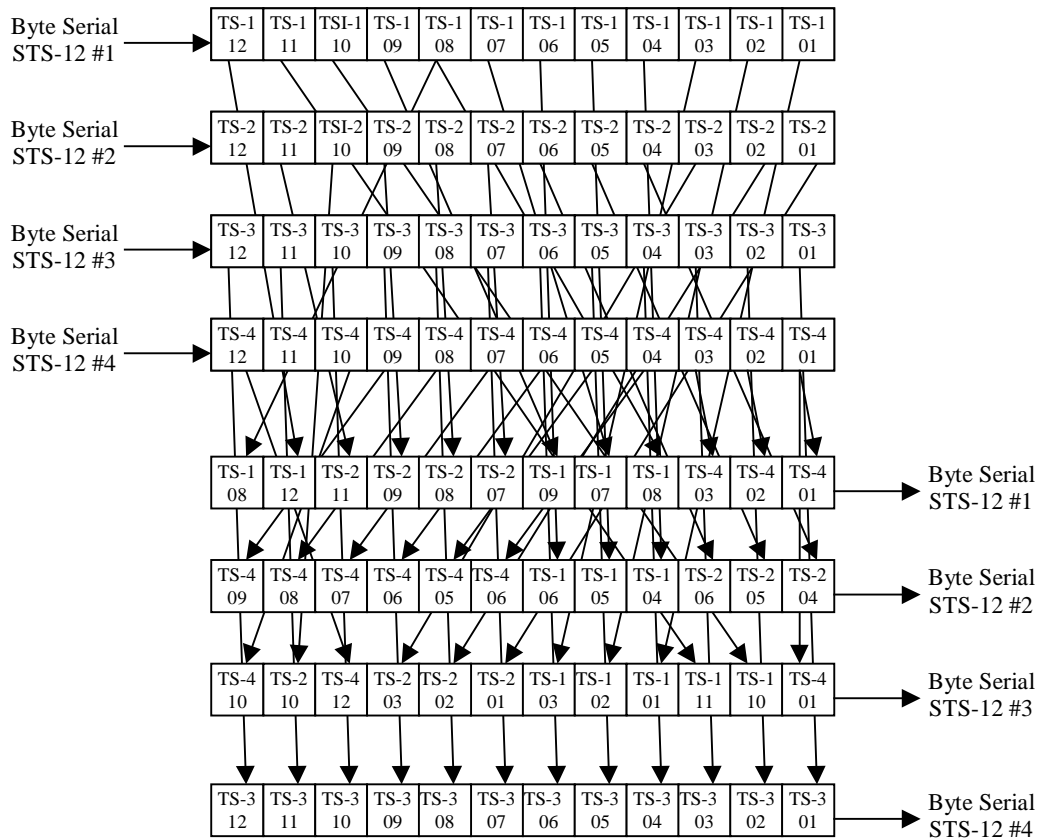 Byte Serial
STS-12 #1
TS-1 TS-1 TSI-1 TS-1 TS-1 TS-1 TS-1 TS-1 TS-1 TS-1 TS-1 TS-1
12 11 10 09 08 07 06 05 04 03 02 01
Byte Serial
STS-12 #2
TS-2 TS-2 TSI-2 TS-2 TS-2 TS-2 TS-2 TS-2 TS-2 TS-2 TS-2 TS-2
12 11 10 09 08 07 06 05 04 03 02 01
Byte Serial
STS-12 #3
TS-3 TS-3 TS-3 TS-3 TS-3 TS-3 TS-3 TS-3 TS-3 TS-3 TS-3 TS-3
12 11 10 09 08 07 06 05 04 03 02 01
Byte Serial
STS-12 #4
TS-4 TS-4 TS-4 TS-4 TS-4 TS-4 TS-4 TS-4 TS-4 TS-4 TS-4 TS-4
12 11 10 09 08 07 06 05 04 03 02 01
TS-1 TS-1 TS-2 TS-2 TS-2 TS-2 TS-1 TS-1 TS-1 TS-4 TS-4 TS-4
08 12 11 09 08 07 09 07 08 03 02 01
Byte Serial
STS-12 #1
TS-4 TS-4 TS-4 TS-4 TS-4 TS-4 TS-1 TS-1 TS-1 TS-2 TS-2 TS-2
09 08 07 06 05 06 06 05 04 06 05 04
Byte Serial
STS-12 #2
TS-4 TS-2 TS-4 TS-2 TS-2 TS-2 TS-1 TS-1 TS-1 TS-1 TS-1 TS-4
10 10 12 03 02 01 03 02 01 11 10 01
Byte Serial
STS-12 #3
TS-3 TS-3 TS-3 TS-3 TS-3 TS-3 TS-3 TS-3 TS-3 TS-3 TS-3 TS-3
12 11 10 09 08 07 06 05 04 03 02 01
Byte Serial
STS-12 #4